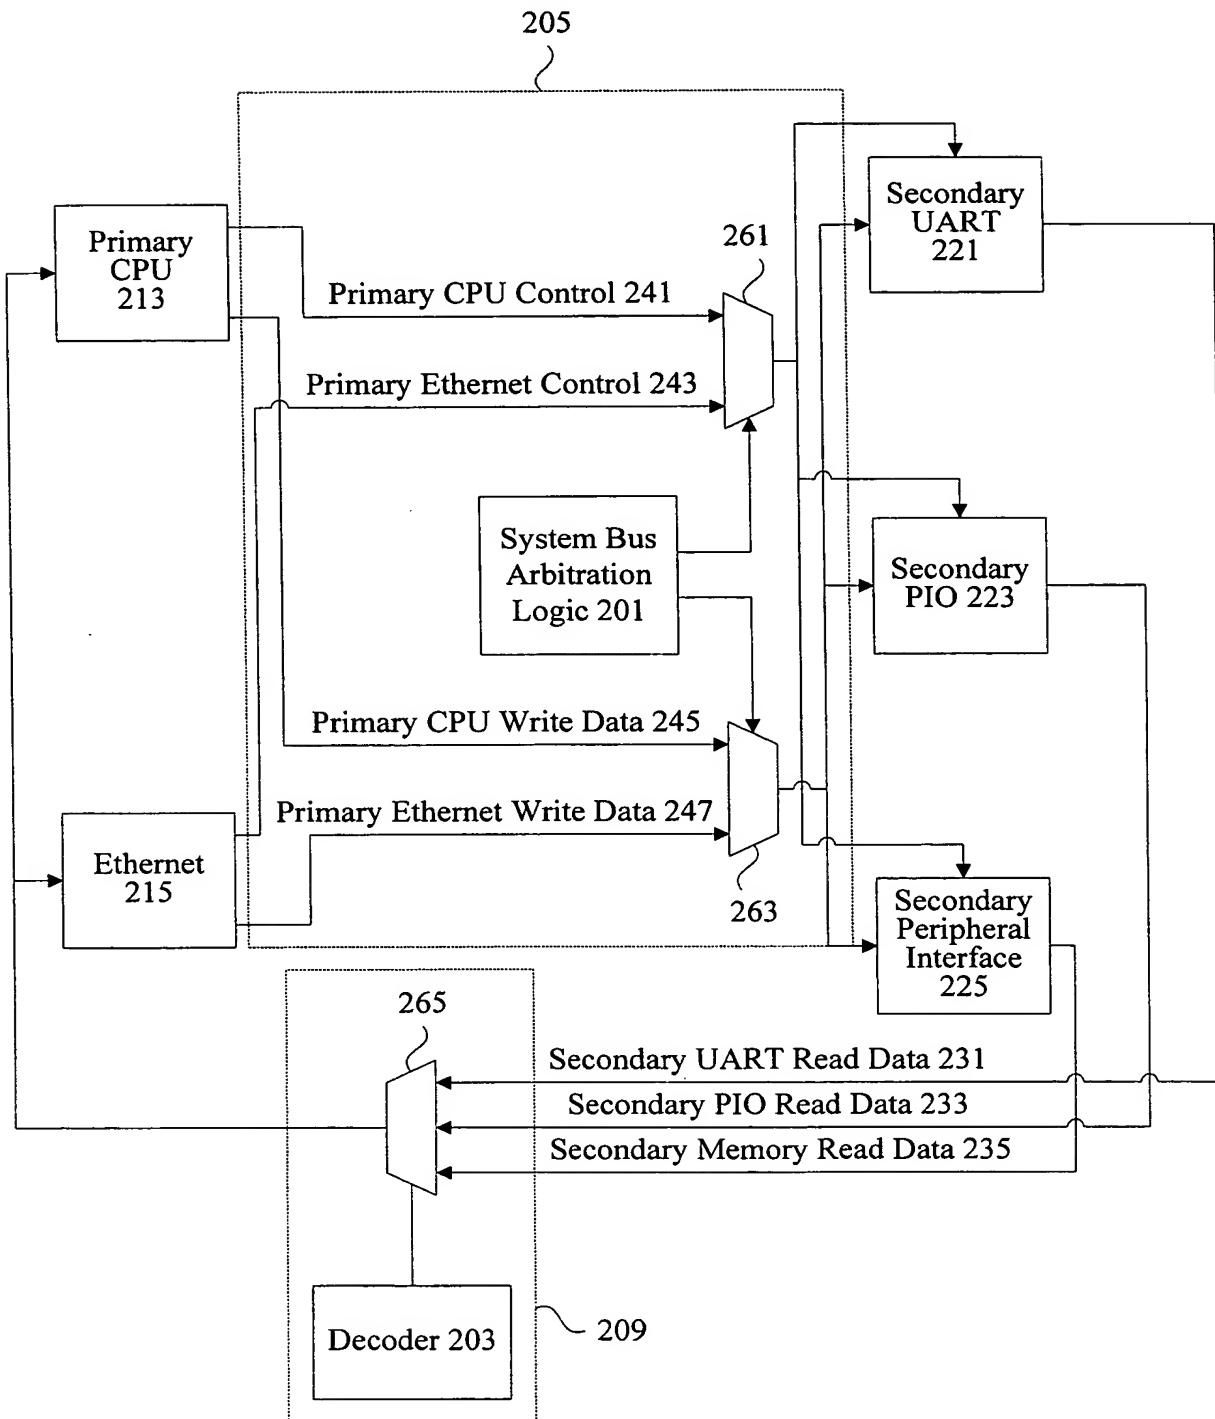 205
Primary
CPU
213
Secondary
UART
221
261
Primary CPU Control 241
Primary Ethernet Control 243
System Bus
Arbitration
Logic 201
Secondary
PIO 223
Primary CPU Write Data 245
Primary Ethernet Write Data 247
Ethernet
215
263
Secondary
Peripheral
Interface
225
265
Secondary UART Read Data 231
Secondary PIO Read Data 233
Secondary Memory Read Data 235
Decoder 203
209